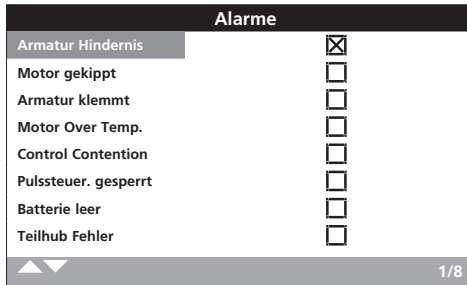 Alarme
Armatur Hindernis
Motor gekippt
Armatur klemmt
Motor Over Temp.
Control Contention
Pulssteuer. gesperrt
Batterie leer
Teilhub Fehler
1/8